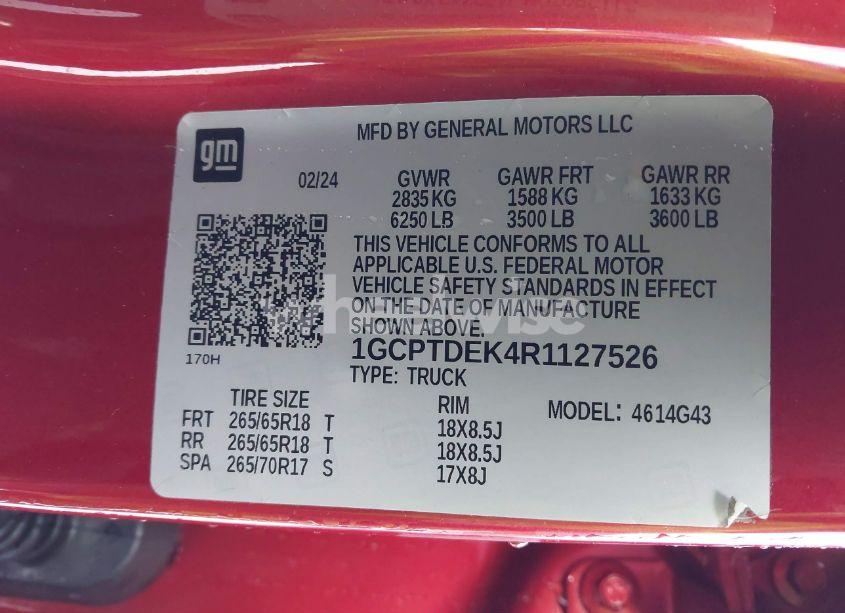 gm
MFD BY GENERAL MOTORS LLC
02/24
GVWR GAWR FRT GAWR RR
2835 KG 1588 KG 1633 KG
6250 LB 3500 LB 3600 LB
THIS VEHICLE CONFORMS TO ALL
APPLICABLE U.S. FEDERAL MOTOR
VEHICLE SAFETY STANDARDS IN EFFECT
ON THE DATE OF MANUFACTURE
SHOWN ABOVE.
170H
1GCPTDEK4R1127526
TYPE: TRUCK
TIRE SIZE RIM MODEL: 4614G43
FRT 265/65R18 T 18X8.5J
RR 265/65R18 T 18X8.5J
SPA 265/70R17 S 17X8J